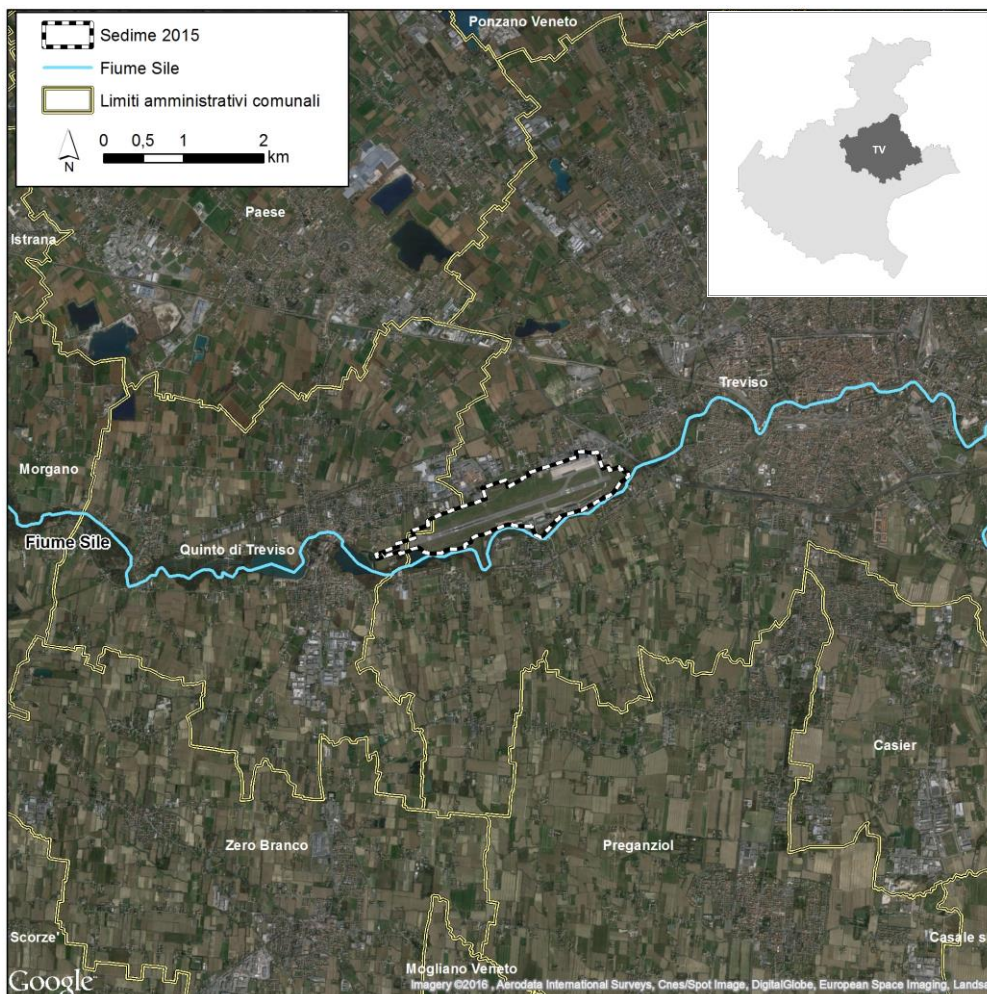 Sedime 2015
Fiume Sile
Limiti amministrativi comunali
N
0 0,5 1 2
km
TV
Ponzano Veneto
Paese
Istrana
Treviso
Morgano
Fiume Sile
Quinto di Treviso
Casier
Zero Branco
Preganziol
Scorze'
Casale s
Mogliano Veneto
Google
Imagery ©2016 , Aerodata International Surveys, Cnes/Spot Image, DigitalGlobe, European Space Imaging, Landsa